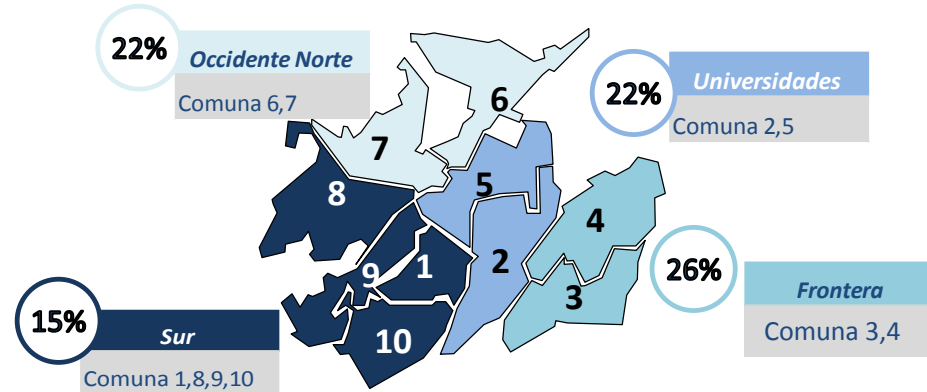 22%
Occidente Norte
Comuna 6,7
22%
Universidades
Comuna 2,5
6
7
5
8
4
2
1
9
3
10
26%
Frontera
Comuna 3,4
15%
Sur
Comuna 1,8,9,10